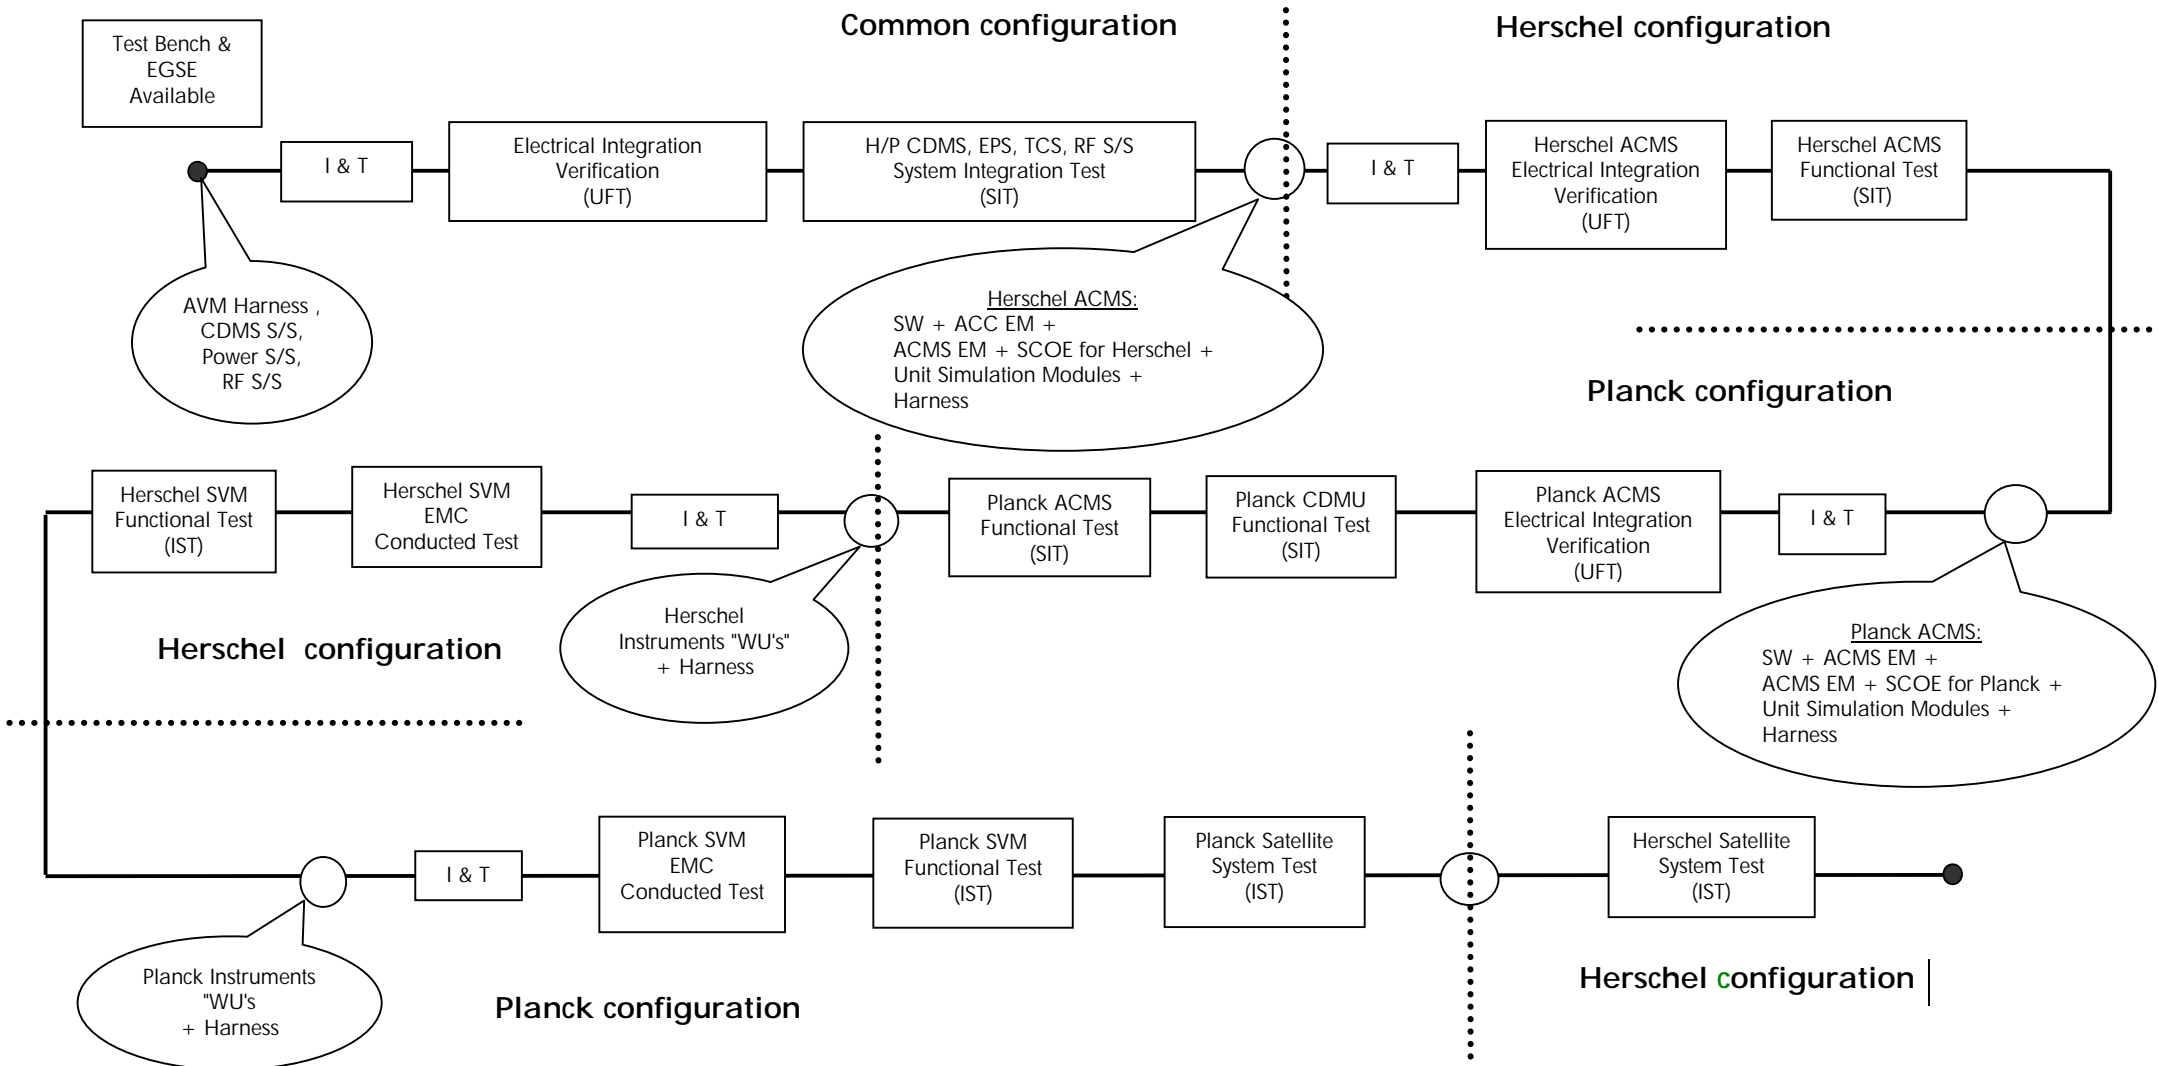 Common configuration
Herschel configuration
Test Bench &
EGSE
Available
I & T
Electrical Integration
Verification
(UFT)
H/P CDMS, EPS, TCS, RF S/S
System Integration Test
(SIT)
I & T
Herschel ACMS
Electrical Integration
Verification
(UFT)
Herschel ACMS
Functional Test
(SIT)
AVM Harness ,
CDMS S/S,
Power S/S,
RF S/S
Herschel ACMS:
SW + ACC EM +
ACMS EM + SCOE for Herschel +
Unit Simulation Modules +
Harness
Planck configuration
Herschel SVM
Functional Test
(IST)
Herschel SVM
EMC
Conducted Test
I & T
Planck ACMS
Functional Test
(SIT)
Planck CDMU
Functional Test
(SIT)
Planck ACMS
Electrical Integration
Verification
(UFT)
I & T
Herschel configuration
Herschel
Instruments "WU's"
+ Harness
Planck ACMS:
SW + ACMS EM +
ACMS EM + SCOE for Planck +
Unit Simulation Modules +
Harness
I & T
Planck SVM
EMC
Conducted Test
Planck SVM
Functional Test
(IST)
Planck Satellite
System Test
(IST)
Herschel Satellite
System Test
(IST)
Planck Instruments
"WU's
+ Harness
Planck configuration
Herschel configuration